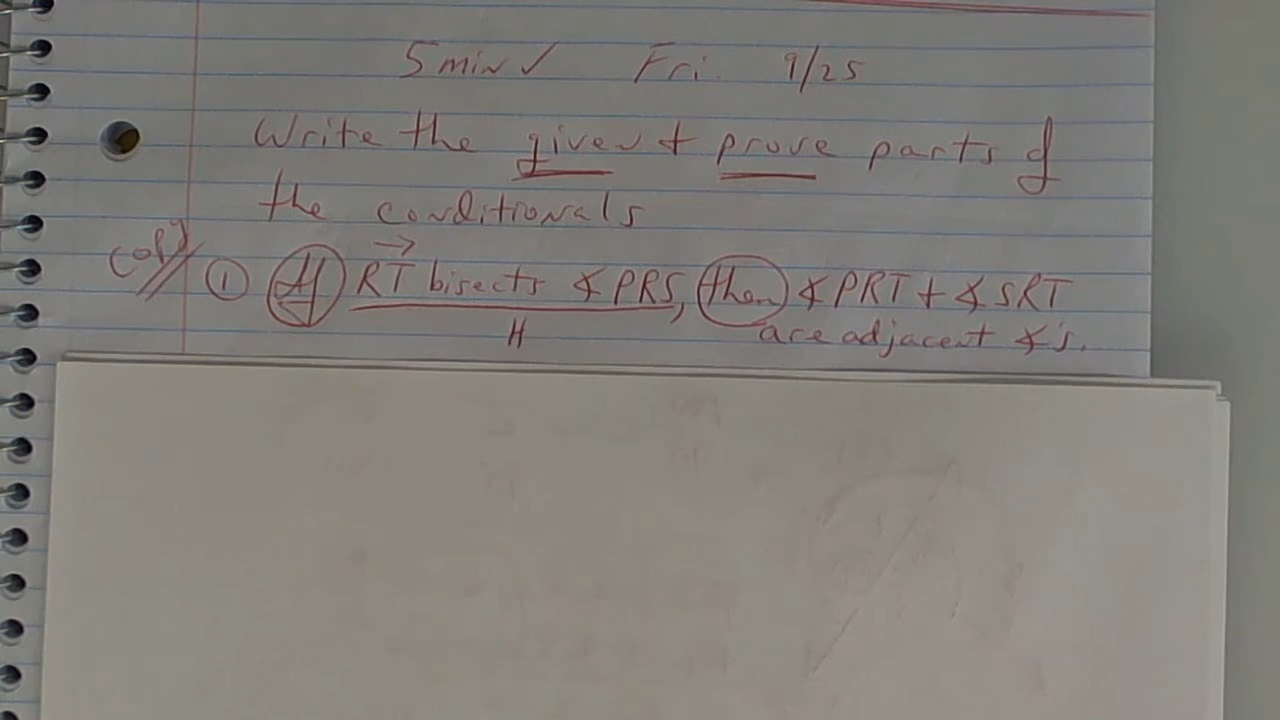 5 min ✓ Fri. 9/25
Write the given + prove parts of
the conditionals
① If RT bisects ∡PRS, then ∡PRT + ∡SRT
H are adjacent ∡'s.